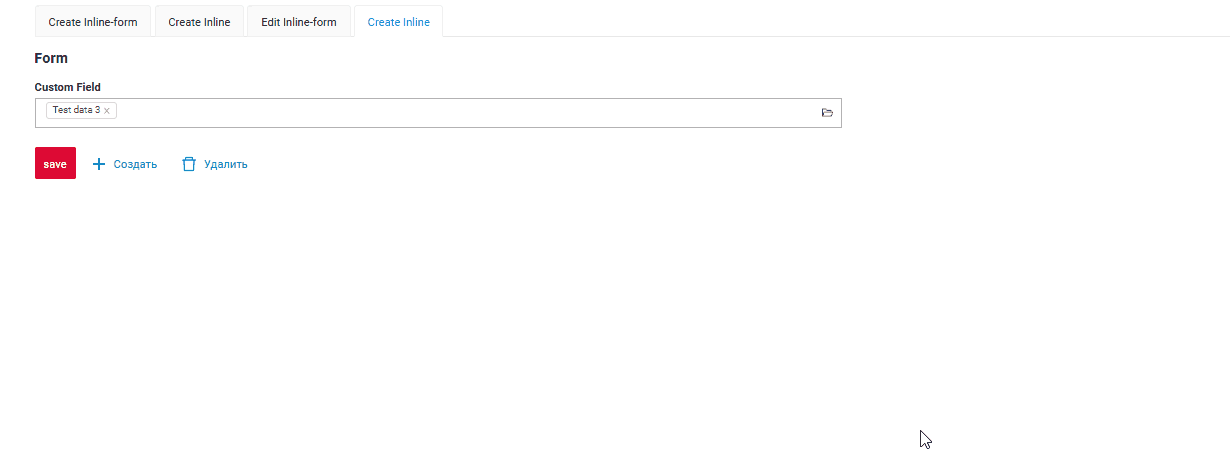 Create Inline-form Create Inline Edit Inline-form Create Inline
Form
Custom Field
Test data 3 ×
save Создать Удалить